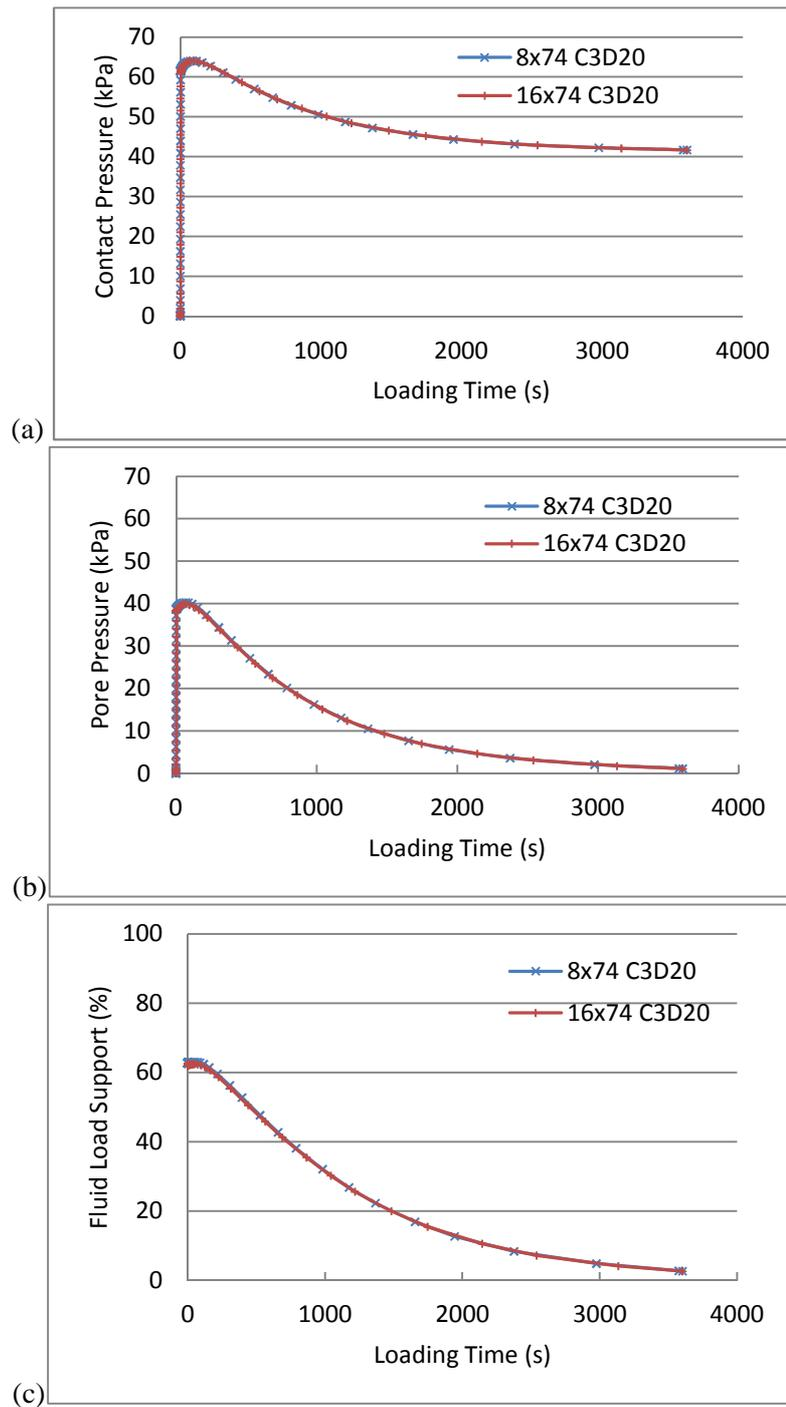 70
60
50
40
30
20
10
0
Contact Pressure (kPa)
8x74 C3D20
16x74 C3D20
0 1000 2000 3000 4000
Loading Time (s)
(a)
70
60
50
40
30
20
10
0
Pore Pressure (kPa)
8x74 C3D20
16x74 C3D20
0 1000 2000 3000 4000
Loading Time (s)
(b)
100
80
60
40
20
0
Fluid Load Support (%)
8x74 C3D20
16x74 C3D20
0 1000 2000 3000 4000
Loading Time (s)
(c)